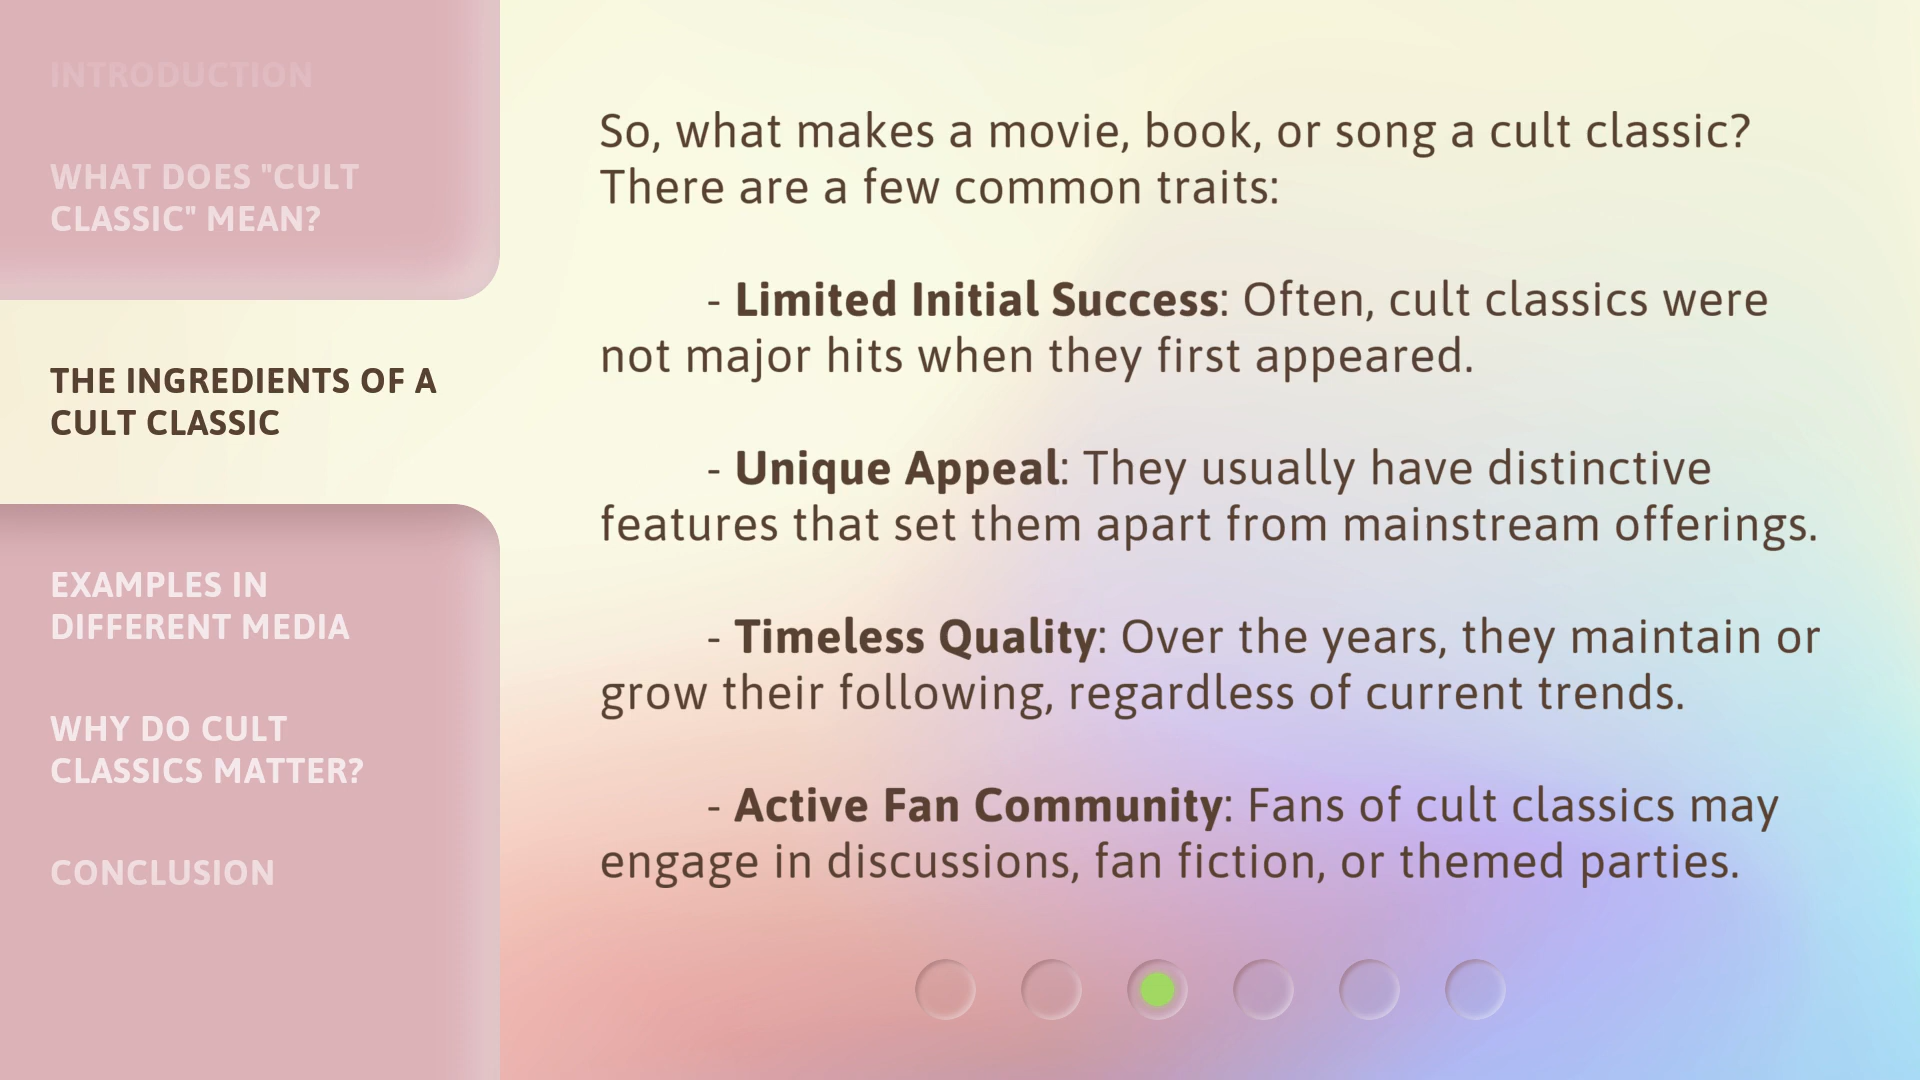 INTRODUCTION
WHAT DOES "CULT
CLASSIC" MEAN?
THE INGREDIENTS OF A
CULT CLASSIC
EXAMPLES IN
DIFFERENT MEDIA
WHY DO CULT
CLASSICS MATTER?
CONCLUSION
So, what makes a movie, book, or song a cult classic?
There are a few common traits:
- Limited Initial Success: Often, cult classics were
not major hits when they first appeared.
- Unique Appeal: They usually have distinctive
features that set them apart from mainstream offerings.
- Timeless Quality: Over the years, they maintain or
grow their following, regardless of current trends.
- Active Fan Community: Fans of cult classics may
engage in discussions, fan fiction, or themed parties.